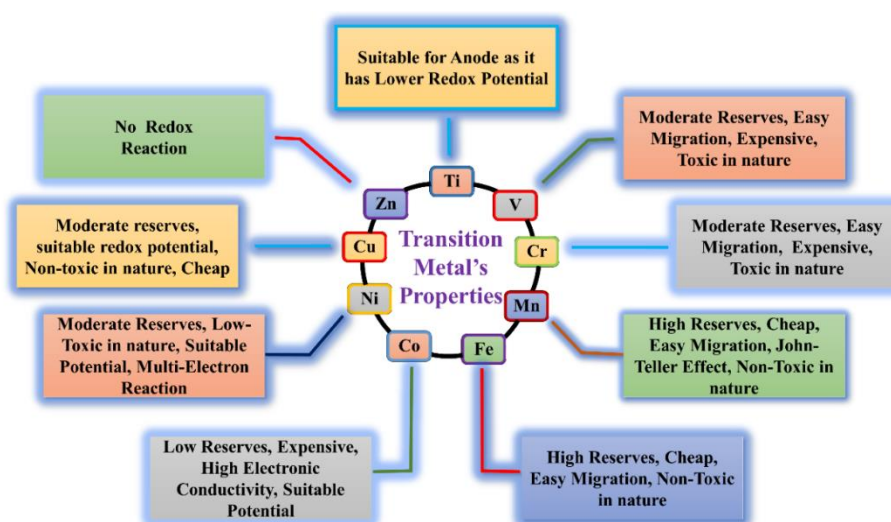 Suitable for Anode as it
has Lower Redox Potential
No Redox
Reaction
Moderate Reserves, Easy
Migration, Expensive,
Toxic in nature
Ti
Zn
V
Moderate reserves,
suitable redox potential,
Non-toxic in nature, Cheap
Cu
Transition
Metal's
Properties
Cr
Moderate Reserves, Easy
Migration, Expensive,
Toxic in nature
Ni
Mn
Moderate Reserves, Low-
Toxic in nature, Suitable
Potential, Multi-Electron
Reaction
Co
Fe
High Reserves, Cheap,
Easy Migration, John-
Teller Effect, Non-Toxic in
nature
Low Reserves, Expensive,
High Electronic
Conductivity, Suitable
Potential
High Reserves, Cheap,
Easy Migration, Non-Toxic
in nature